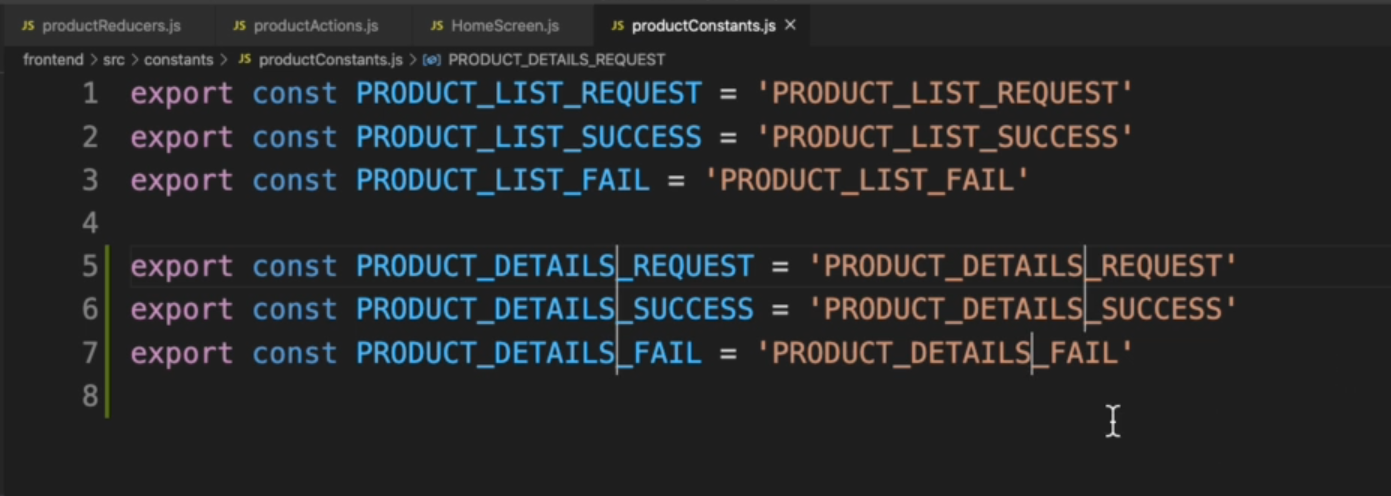 JS productReducers.js JS productActions.js JS HomeScreen.js JS productConstants.js ×
frontend > src > constants > JS productConstants.js > PRODUCT_DETAILS_REQUEST
1 export const PRODUCT_LIST_REQUEST = 'PRODUCT_LIST_REQUEST'
2 export const PRODUCT_LIST_SUCCESS = 'PRODUCT_LIST_SUCCESS'
3 export const PRODUCT_LIST_FAIL = 'PRODUCT_LIST_FAIL'
4
5 export const PRODUCT_DETAILS_REQUEST = 'PRODUCT_DETAILS_REQUEST'
6 export const PRODUCT_DETAILS_SUCCESS = 'PRODUCT_DETAILS_SUCCESS'
7 export const PRODUCT_DETAILS_FAIL = 'PRODUCT_DETAILS_FAIL'
8